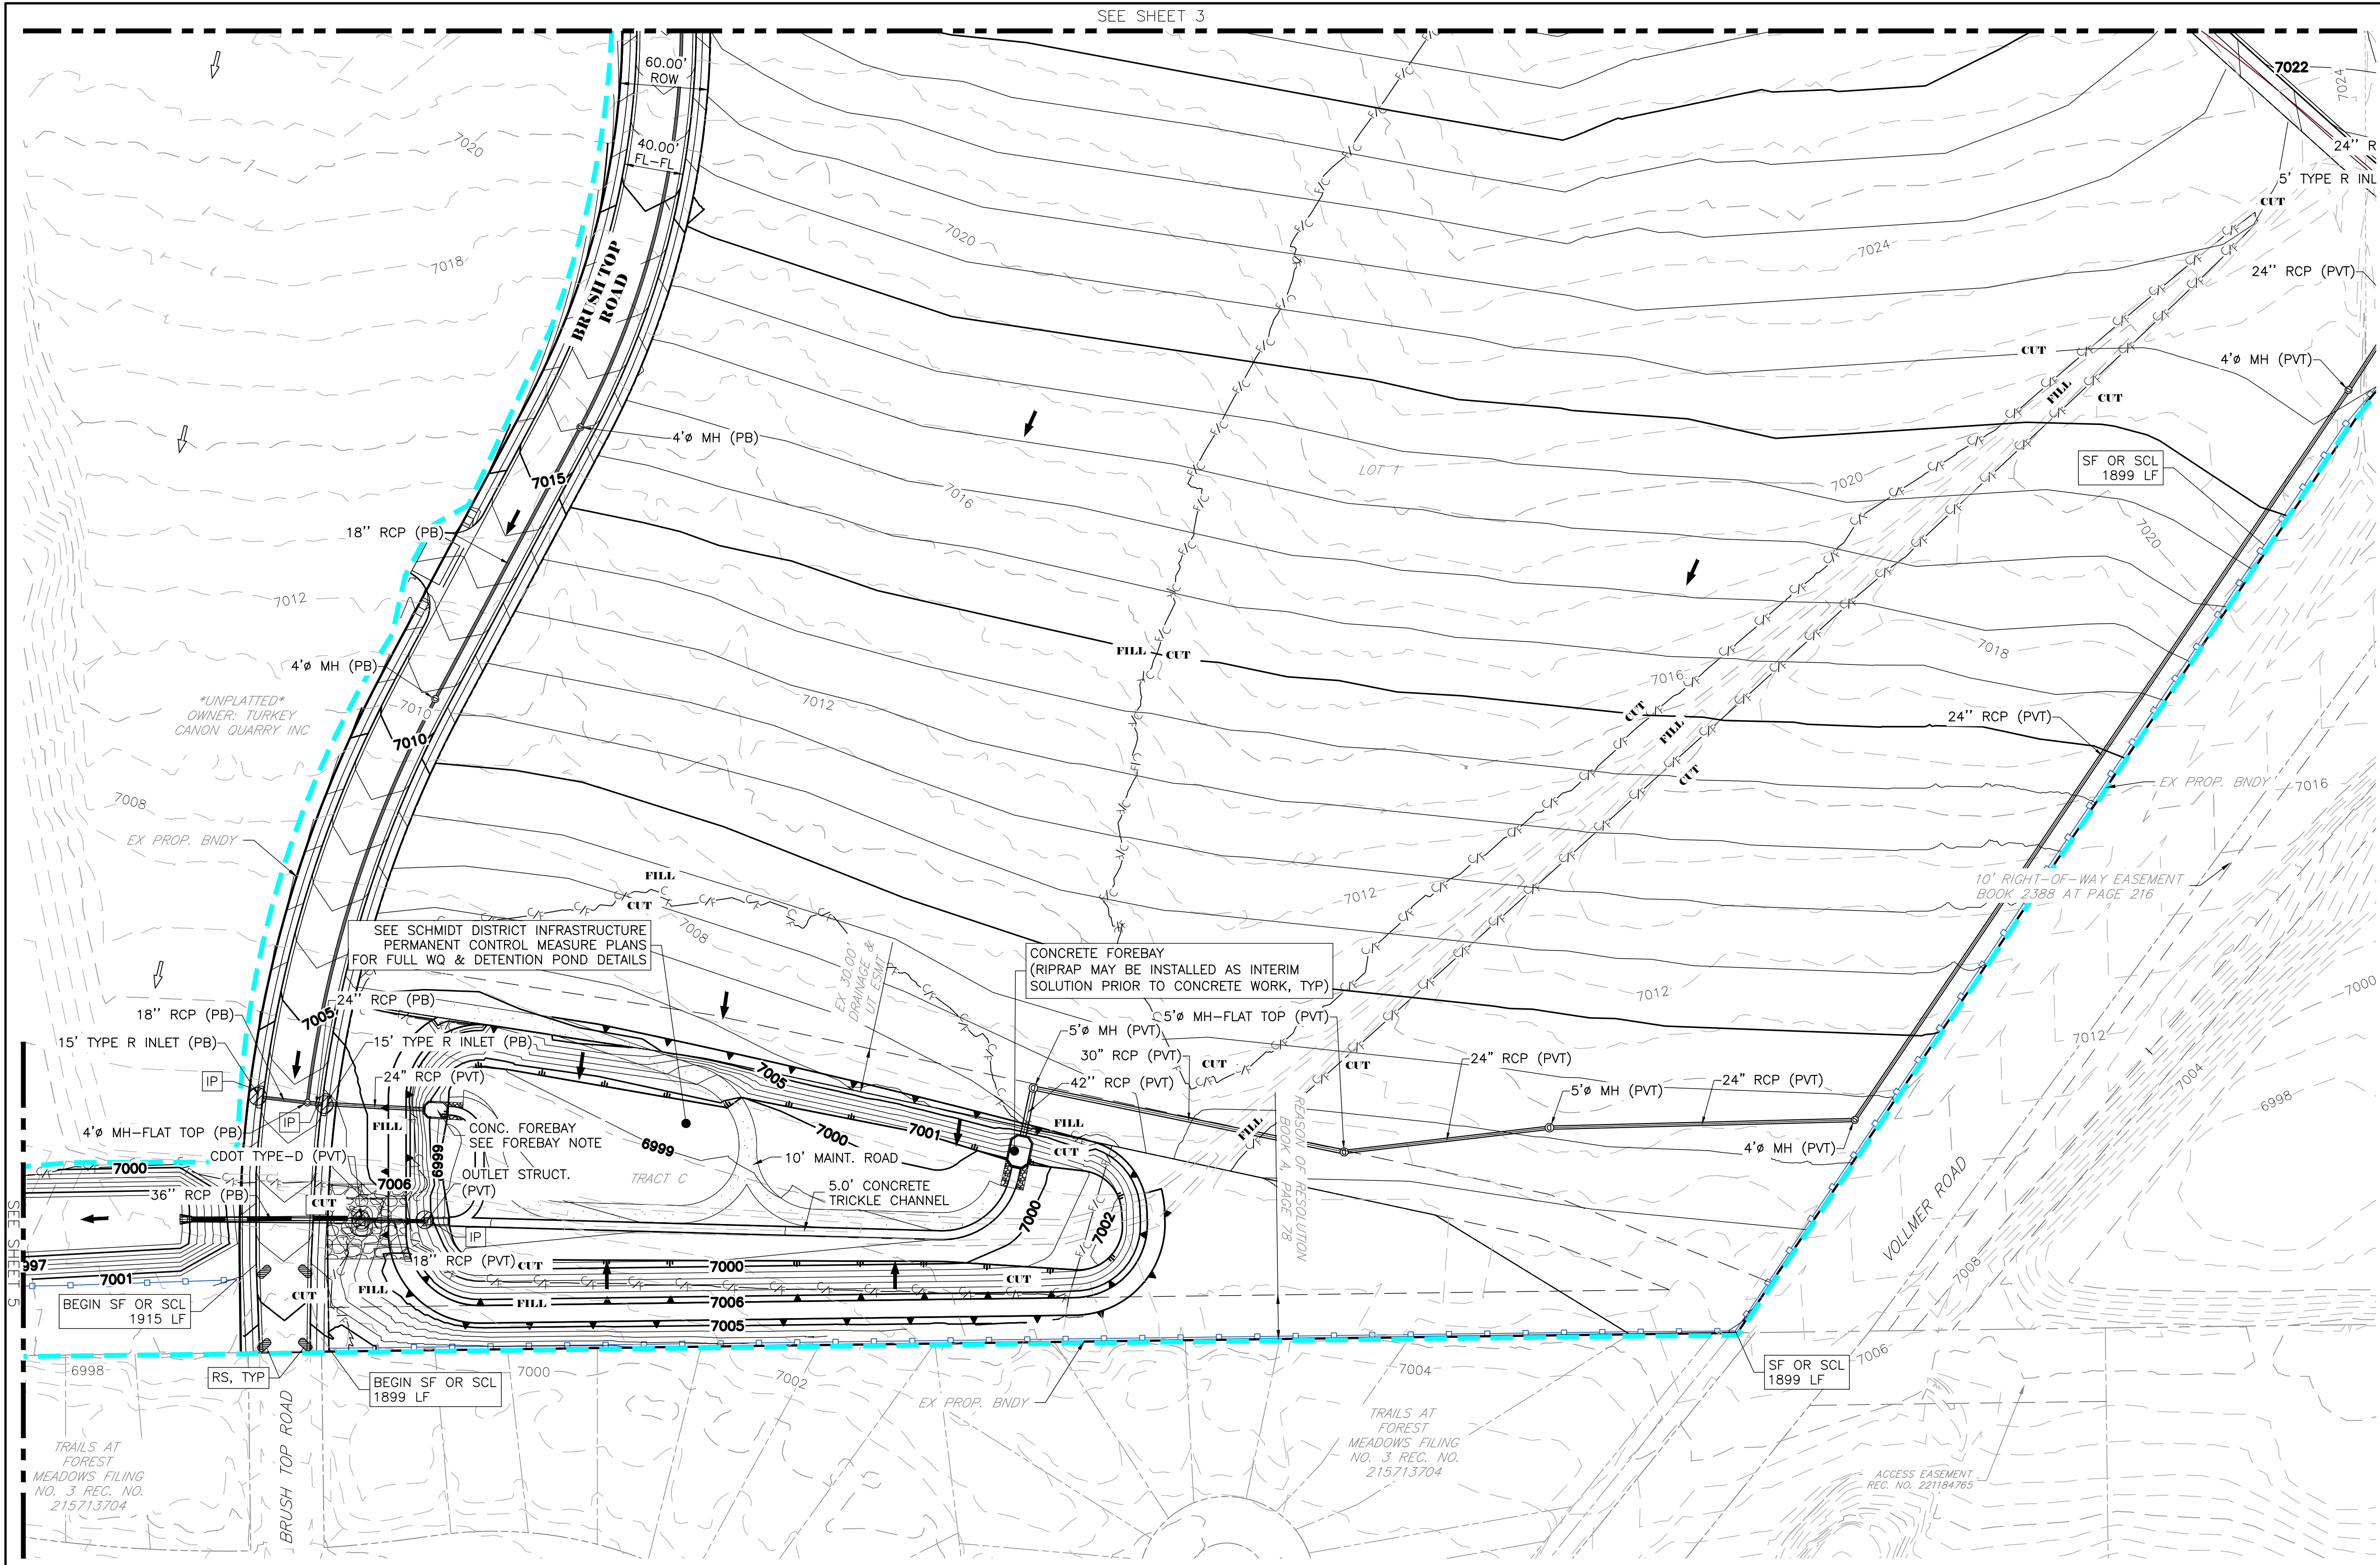 SEE SHEET 3
60.00'
ROW
7022
7024
24'' R
5' TYPE R INL
CUT
40.00'
FL-FL
7020
7018
7020
7024
BRUSHTOP
ROAD
24'' RCP (PVT)
CUT
4'ø MH (PVT)
FILL
CUT
4'ø MH (PB)
LOT 1
SF OR SCL
1899 LF
7015
7016
7020
7020
18'' RCP (PB)
7012
FILL
CUT
7018
4'ø MH (PB)
7016
*UNPLATTED*
OWNER: TURKEY
CANON QUARRY INC
7010
7012
7010
CUT
FILL
CUT
24'' RCP (PVT)
EX PROP. BNDY
7016
7008
EX PROP. BNDY
FILL
CUT
7012
10' RIGHT-OF-WAY EASEMENT
BOOK 2388 AT PAGE 216
SEE SCHMIDT DISTRICT INFRASTRUCTURE
PERMANENT CONTROL MEASURE PLANS
FOR FULL WQ & DETENTION POND DETAILS
7008
EX 30.00'
DRAINAGE &
UT ESMT
CONCRETE FOREBAY
(RIPRAP MAY BE INSTALLED AS INTERIM
SOLUTION PRIOR TO CONCRETE WORK, TYP)
7012
7000
24'' RCP (PB)
18'' RCP (PB)
7005
5'ø MH-FLAT TOP (PVT)
5'ø MH (PVT)
7012
15' TYPE R INLET (PB)
15' TYPE R INLET (PB)
30" RCP (PVT)
CUT
CUT
24" RCP (PVT)
7004
IP
24" RCP (PVT)
7005
42'' RCP (PVT)
5'ø MH (PVT)
24" RCP (PVT)
6998
IP
FILL
CONC. FOREBAY
SEE FOREBAY NOTE
6999
7000
7001
FILL
CUT
FILL
REASON OF RESOLUTION
BOOK A, PAGE 78
4'ø MH-FLAT TOP (PB)
CDOT TYPE-D (PVT)
6999
10' MAINT. ROAD
4'ø MH (PVT)
7000
7006
OUTLET STRUCT.
(PVT)
TRACT C
5.0' CONCRETE
TRICKLE CHANNEL
36'' RCP (PB)
CUT
7000
7002
VOLLMER ROAD
SEE SHEET 5
IP
18'' RCP (PVT)
CUT
7000
CUT
997
7001
7008
FILL
CUT
FILL
7006
BEGIN SF OR SCL
1915 LF
7005
6998
RS, TYP
BEGIN SF OR SCL
1899 LF
7000
7002
7004
SF OR SCL
1899 LF
7006
BRUSH TOP ROAD
EX PROP. BNDY
TRAILS AT
FOREST
MEADOWS FILING
NO. 3 REC. NO.
215713704
TRAILS AT
FOREST
MEADOWS FILING
NO. 3 REC. NO.
215713704
ACCESS EASEMENT
REC. NO. 221184765